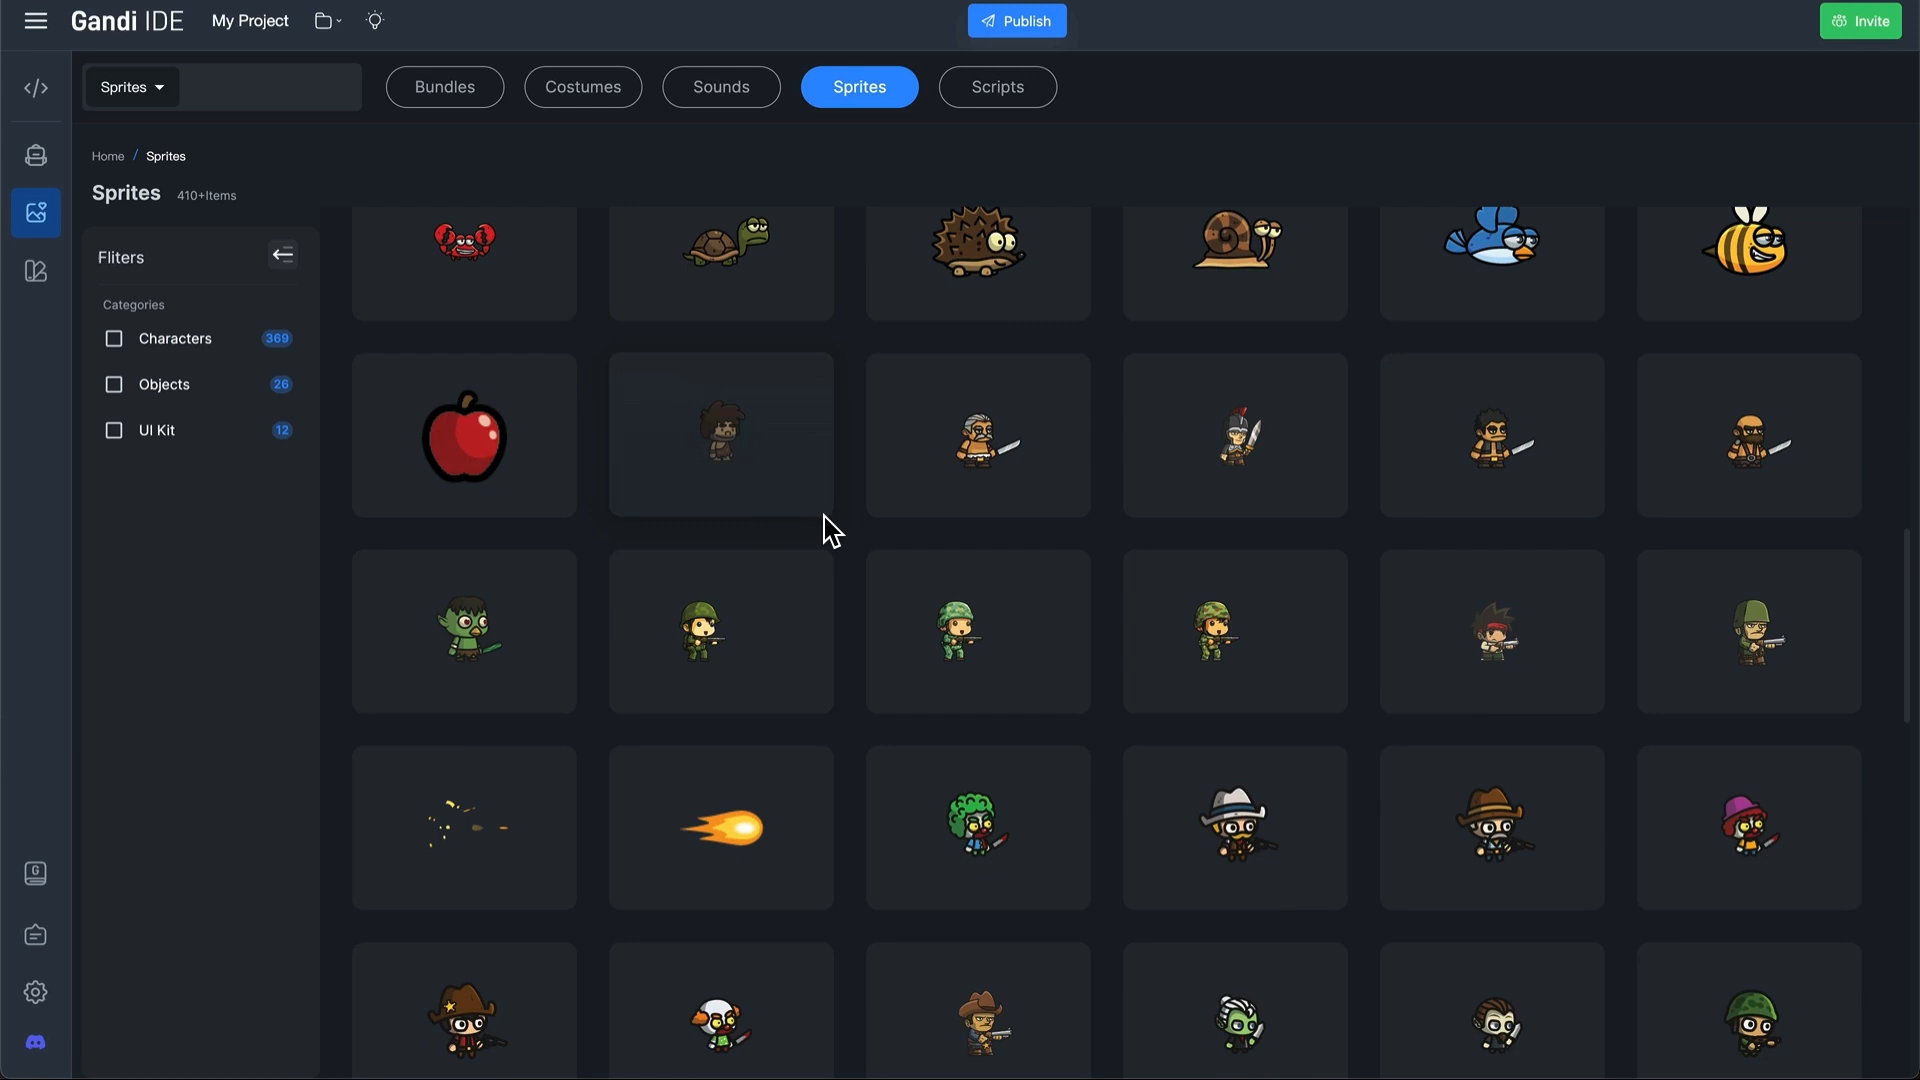 Gandi IDE My Project Publish Invite
Sprites Bundles Costumes Sounds Sprites Scripts
Home / Sprites
Sprites 410+Items
Fliters
Categories
Characters 369
Objects 26
UI Kit 12
G